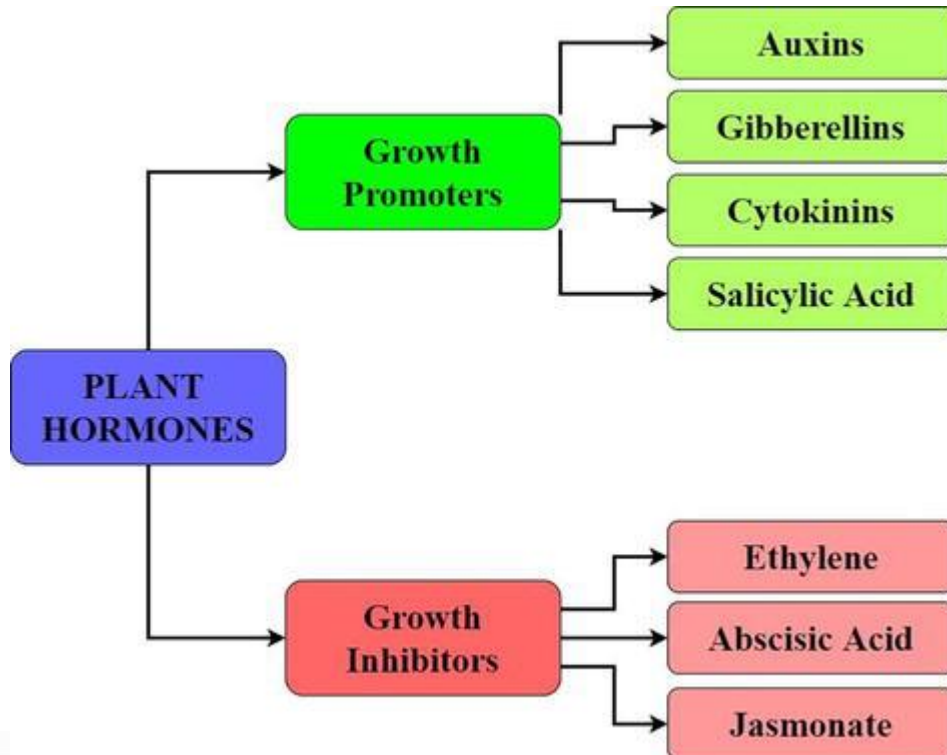 Auxins
Growth
Promoters
Gibberellins
Cytokinins
Salicylic Acid
PLANT
HORMONES
Growth
Inhibitors
Ethylene
Abscisic Acid
Jasmonate